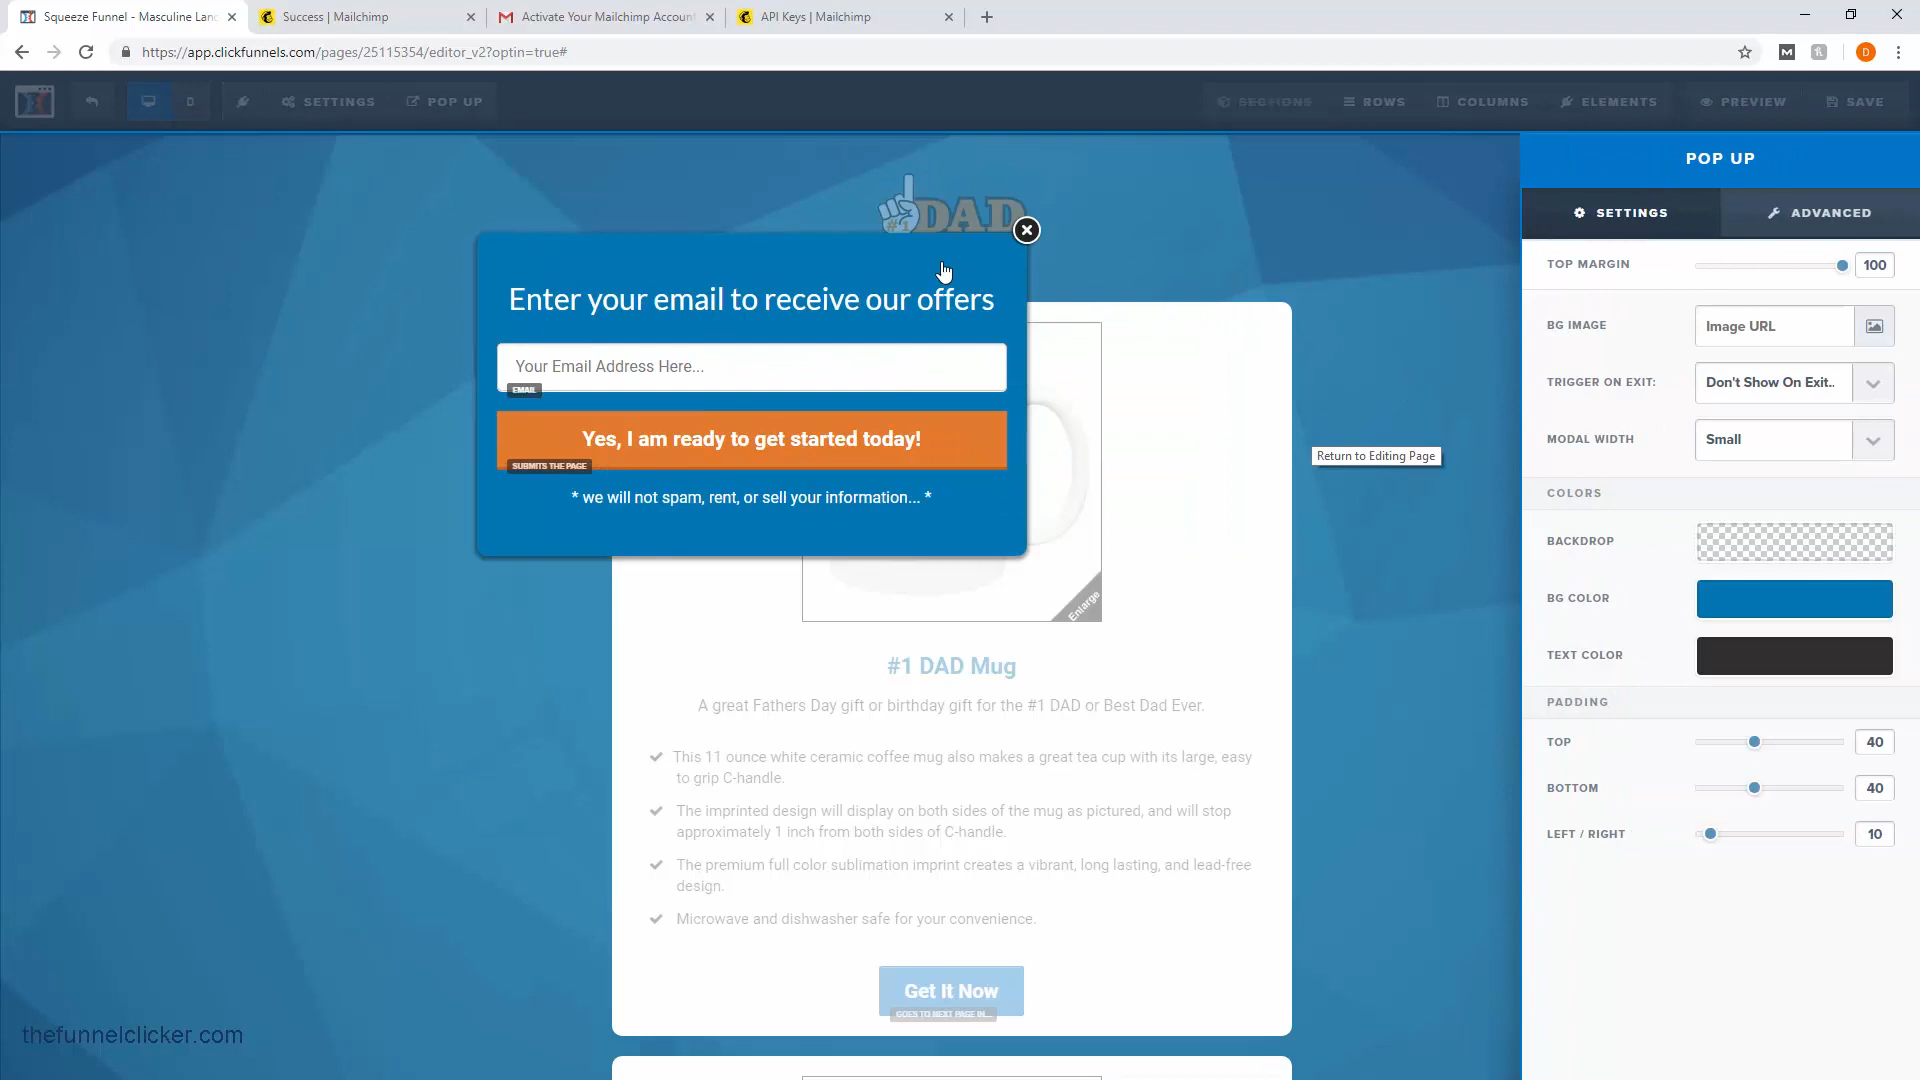 Squeeze Funnel - Masculine Lanc
Success | Mailchimp
Activate Your Mailchimp Account
API Keys | Mailchimp
https://app.clickfunnels.com/pages/25115354/editor_v2?optin=true#
D
SETTINGS
POP UP
SECTIONS
ROWS
COLUMNS
ELEMENTS
PREVIEW
SAVE
POP UP
SETTINGS
ADVANCED
#1 DAD
Enter your email to receive our offers
Your Email Address Here...
EMAIL
Yes, I am ready to get started today!
SUBMITS THE PAGE
* we will not spam, rent, or sell your information... *
Enlarge
Return to Editing Page
#1 DAD Mug
A great Fathers Day gift or birthday gift for the #1 DAD or Best Dad Ever.
This 11 ounce white ceramic coffee mug also makes a great tea cup with its large, easy
to grip C-handle.
The imprinted design will display on both sides of the mug as pictured, and will stop
approximately 1 inch from both sides of C-handle.
The premium full color sublimation imprint creates a vibrant, long lasting, and lead-free
design.
Microwave and dishwasher safe for your convenience.
Get It Now
GOES TO NEXT PAGE IN...
TOP MARGIN
100
BG IMAGE
Image URL
TRIGGER ON EXIT:
Don't Show On Exit..
MODAL WIDTH
Small
COLORS
BACKDROP
BG COLOR
TEXT COLOR
PADDING
TOP
40
BOTTOM
40
LEFT / RIGHT
10
thefunnelclicker.com